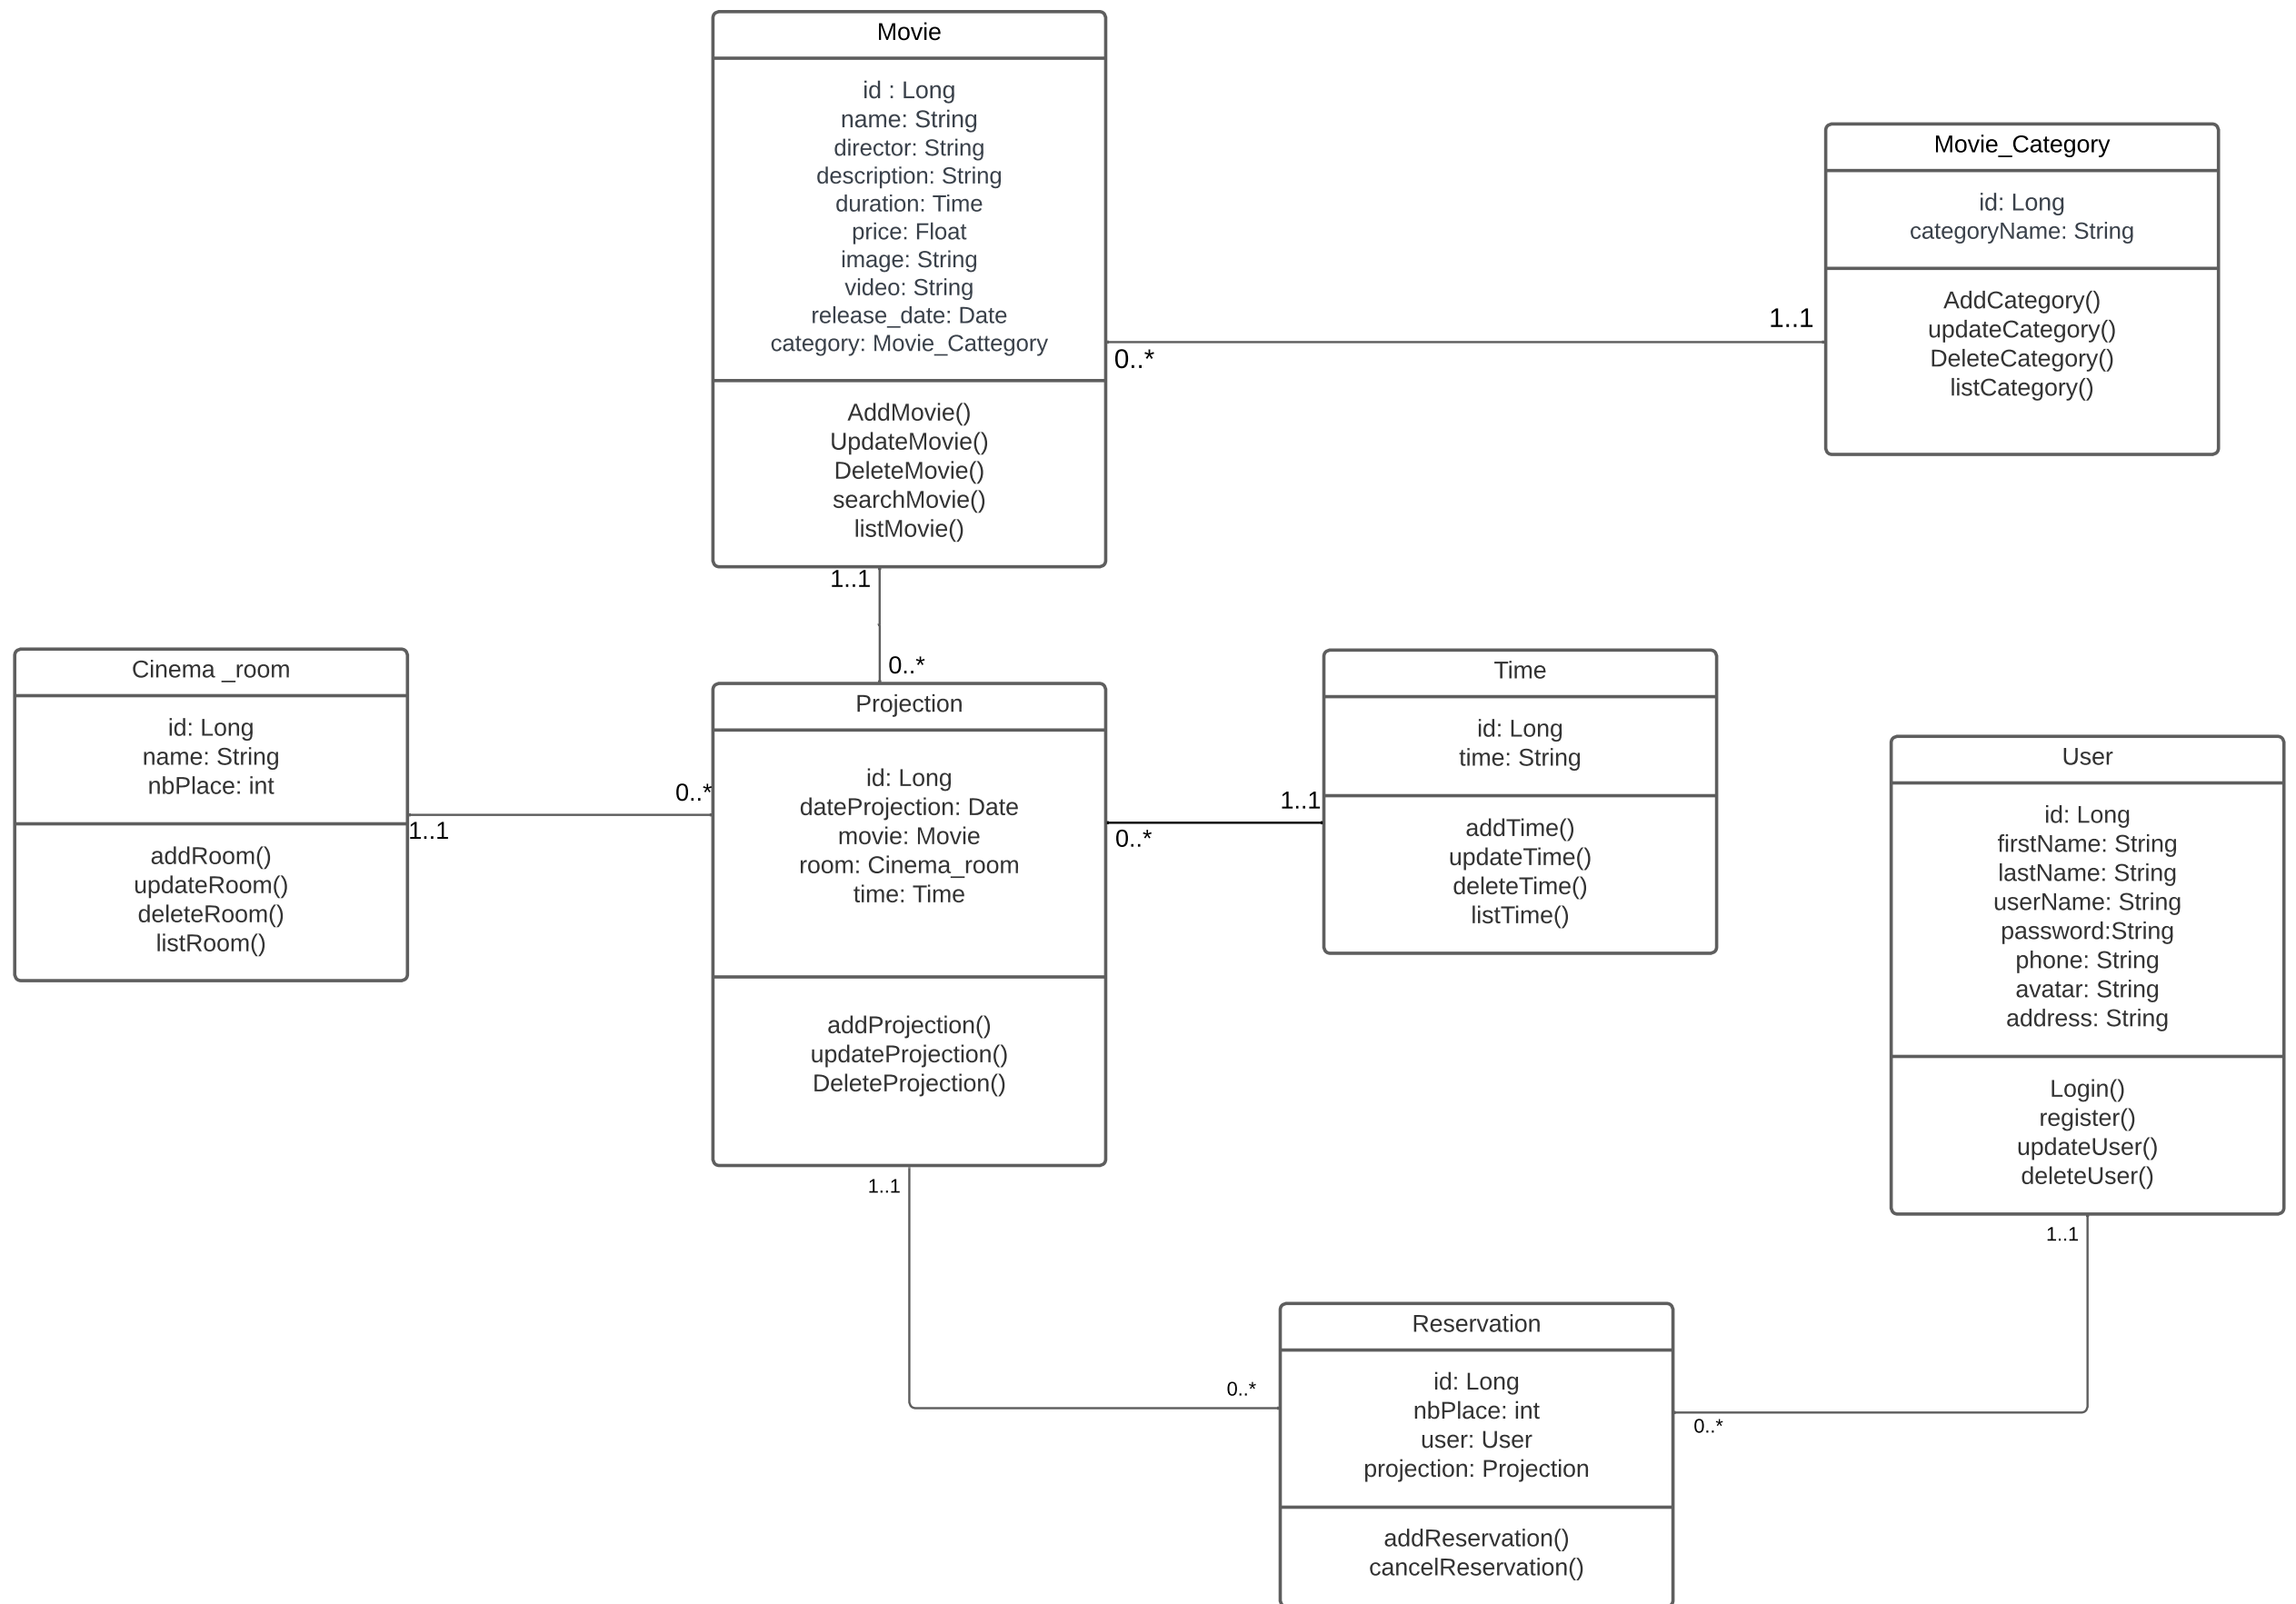 Movie
id : Long
name: String
director: String
description: String
duration: Time
price: Float
image: String
video: String
release_date: Date
category: Movie_Cattegory
AddMovie()
UpdateMovie()
DeleteMovie()
searchMovie()
listMovie()
Movie_Category
id: Long
categoryName: String
AddCategory()
updateCategory()
DeleteCategory()
listCategory()
1..1
0..*
1..1
0..*
Cinema _room
id: Long
name: String
nbPlace: int
addRoom()
updateRoom()
deleteRoom()
listRoom()
0..*
1..1
Projection
id: Long
dateProjection: Date
movie: Movie
room: Cinema_room
time: Time
addProjection()
updateProjection()
DeleteProjection()
1..1
0..*
Time
id: Long
time: String
addTime()
updateTime()
deleteTime()
listTime()
User
id: Long
firstName: String
lastName: String
userName: String
password:String
phone: String
avatar: String
address: String
Login()
register()
updateUser()
deleteUser()
1..1
1..1
0..*
0..*
Reservation
id: Long
nbPlace: int
user: User
projection: Projection
addReservation()
cancelReservation()